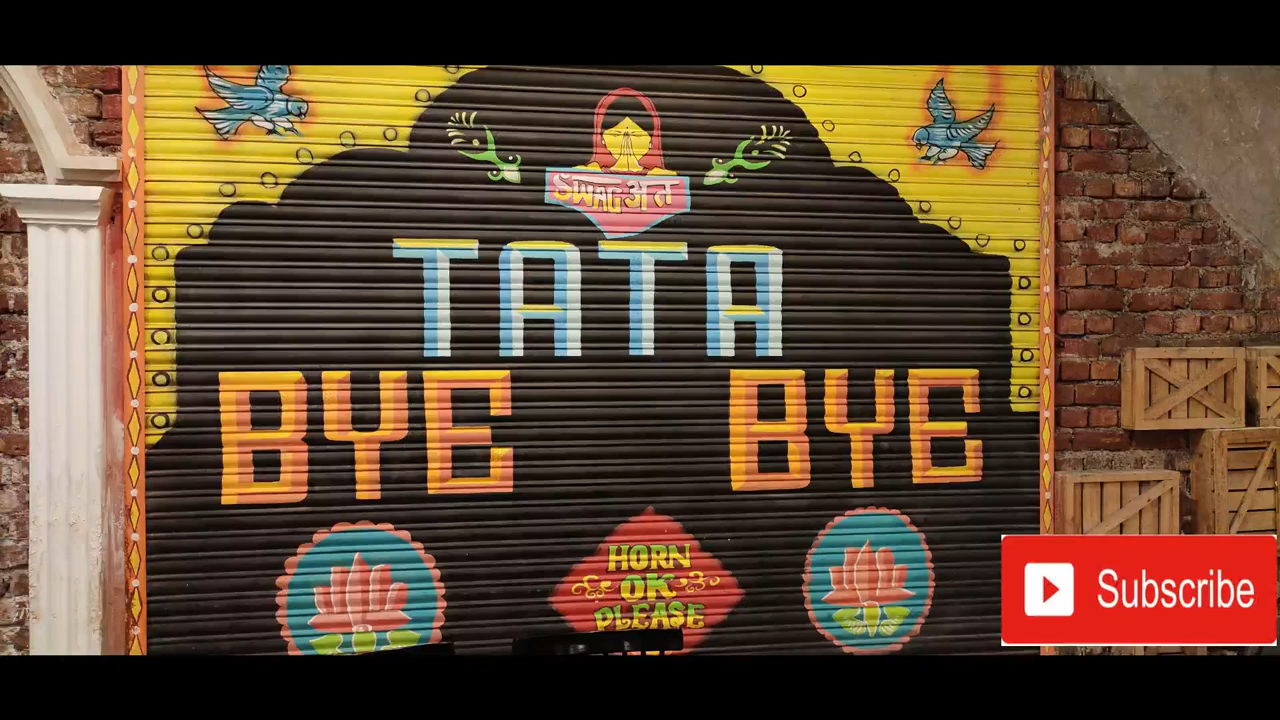 SWAGअत
TATA
BYE BYE
HORN
OK
PLEASE
Subscribe